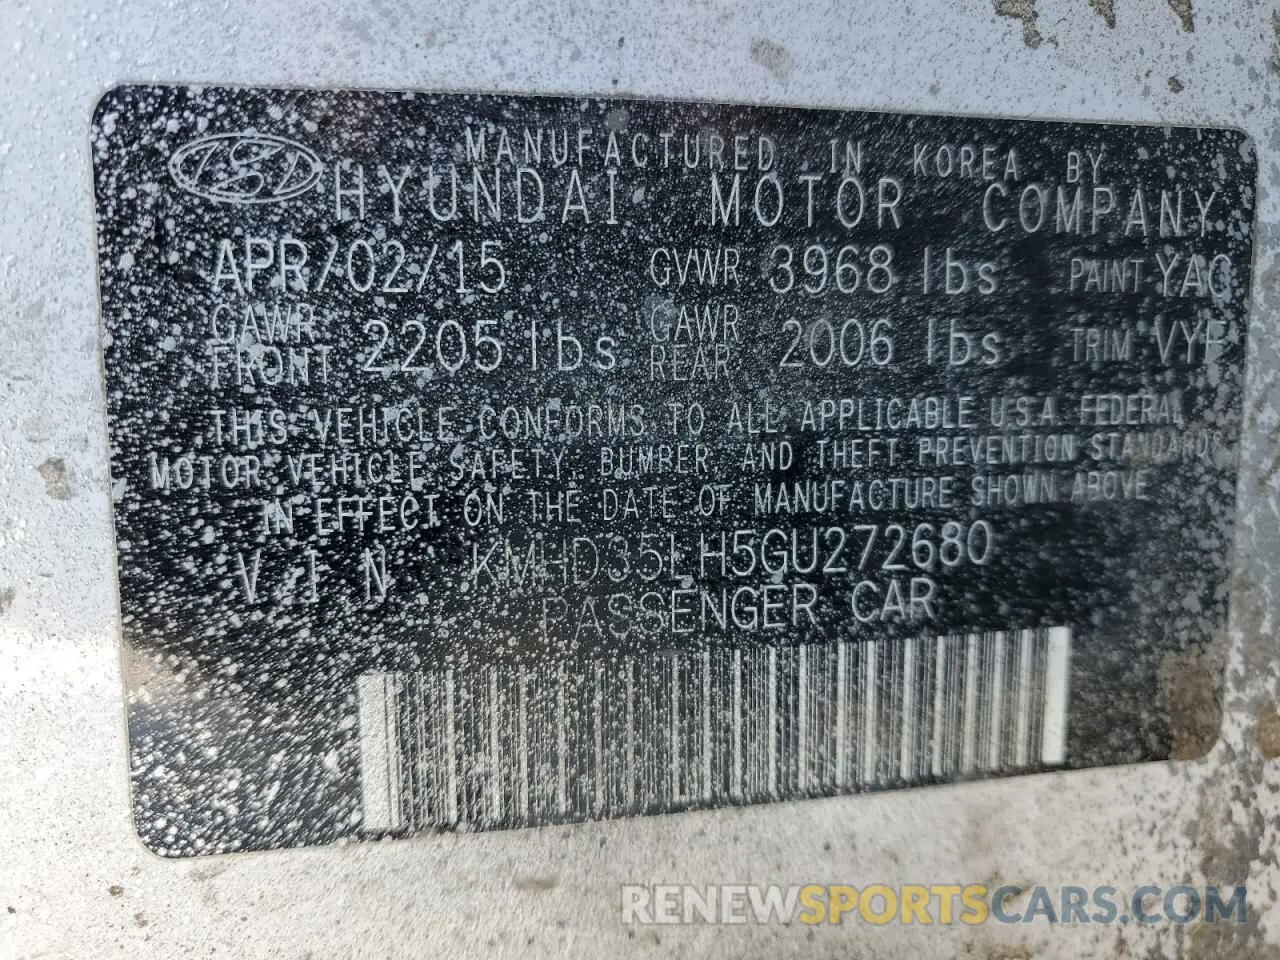 MANUFACTURED IN KOREA BY
HYUNDAI MOTOR COMPANY
APR/02/15 GVWR 3968 lbs PAINT YAC
GAWR FRONT 2205 lbs GAWR REAR 2006 lbs TRIM VYP
THIS VEHICLE CONFORMS TO ALL APPLICABLE U.S.A. FEDERAL
MOTOR VEHICLE SAFETY, BUMPER, AND THEFT PREVENTION STANDARDS
IN EFFECT ON THE DATE OF MANUFACTURE SHOWN ABOVE
VIN KMHD35LH5GU272680
PASSENGER CAR
RENEWSPORTSCARS.COM